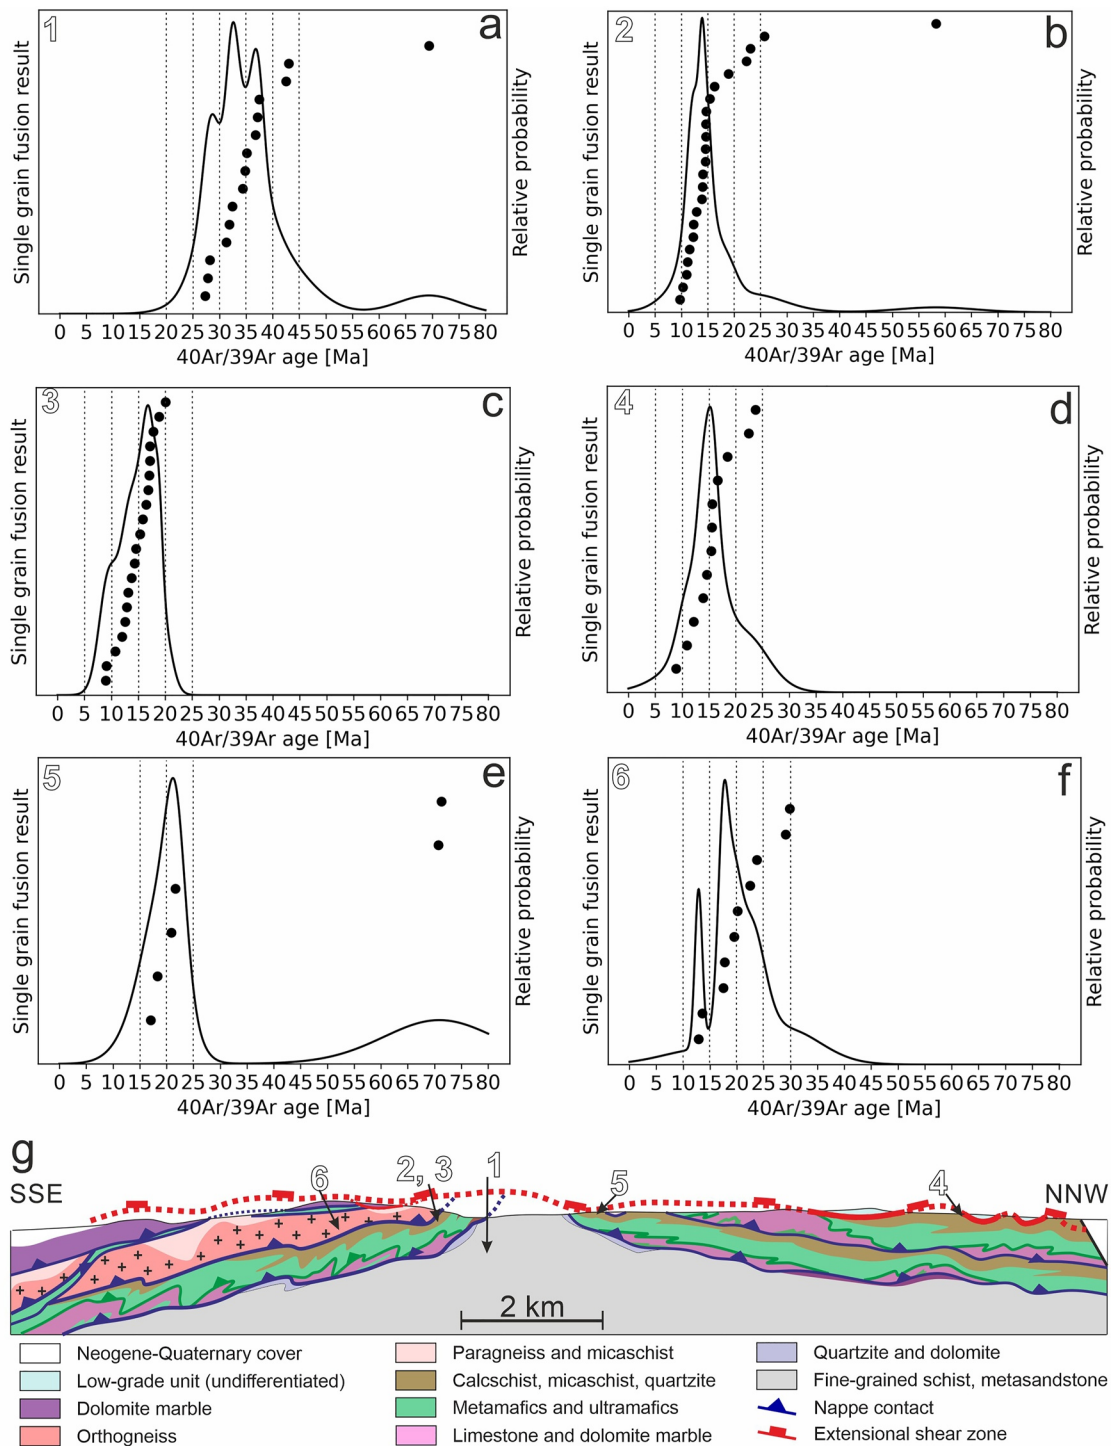 1
a
Single grain fusion result
Relative probability
0 5 10 15 20 25 30 35 40 45 50 55 60 65 70 75 80
40Ar/39Ar age [Ma]
2
b
Single grain fusion result
Relative probability
0 5 10 15 20 25 30 35 40 45 50 55 60 65 70 75 80
40Ar/39Ar age [Ma]
3
c
Single grain fusion result
Relative probability
0 5 10 15 20 25 30 35 40 45 50 55 60 65 70 75 80
40Ar/39Ar age [Ma]
4
d
Single grain fusion result
Relative probability
0 5 10 15 20 25 30 35 40 45 50 55 60 65 70 75 80
40Ar/39Ar age [Ma]
5
e
Single grain fusion result
Relative probability
0 5 10 15 20 25 30 35 40 45 50 55 60 65 70 75 80
40Ar/39Ar age [Ma]
6
f
Single grain fusion result
Relative probability
0 5 10 15 20 25 30 35 40 45 50 55 60 65 70 75 80
40Ar/39Ar age [Ma]
g
SSE
6
2, 3
1
5
4
NNW
2 km
Neogene-Quaternary cover
Low-grade unit (undifferentiated)
Dolomite marble
Orthogneiss
Paragneiss and micaschist
Calcschist, micaschist, quartzite
Metamafics and ultramafics
Limestone and dolomite marble
Quartzite and dolomite
Fine-grained schist, metasandstone
Nappe contact
Extensional shear zone